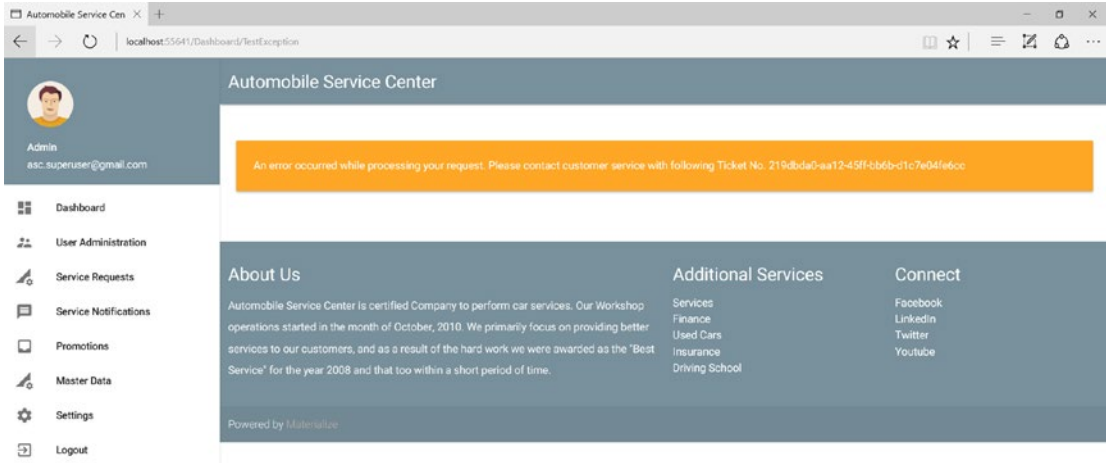 Automobile Service Cen
localhost:55641/Dashboard/TestException
Automobile Service Center
Admin
asc.superuser@gmail.com
An error occurred while processing your request. Please contact customer service with following Ticket No. 219dbda0-aa12-45ff-bb6b-d1c7e04fe6cc
Dashboard
User Administration
Service Requests
Service Notifications
Promotions
Master Data
Settings
Logout
About Us
Automobile Service Center is certified Company to perform car services. Our Workshop
operations started in the month of October, 2010. We primarily focus on providing better
services to our customers, and as a result of the hard work we were awarded as the "Best
Service" for the year 2008 and that too within a short period of time.
Additional Services
Services
Finance
Used Cars
Insurance
Driving School
Connect
Facebook
LinkedIn
Twitter
Youtube
Powered by Materialize